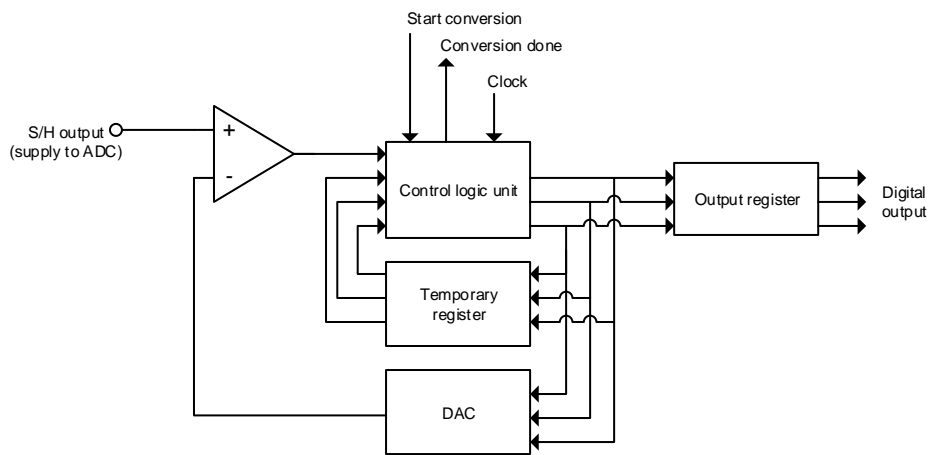 Start conversion
Conversion done
Clock
S/H output
(supply to ADC)
+
-
Control logic unit
Output register
Digital
output
Temporary
register
DAC